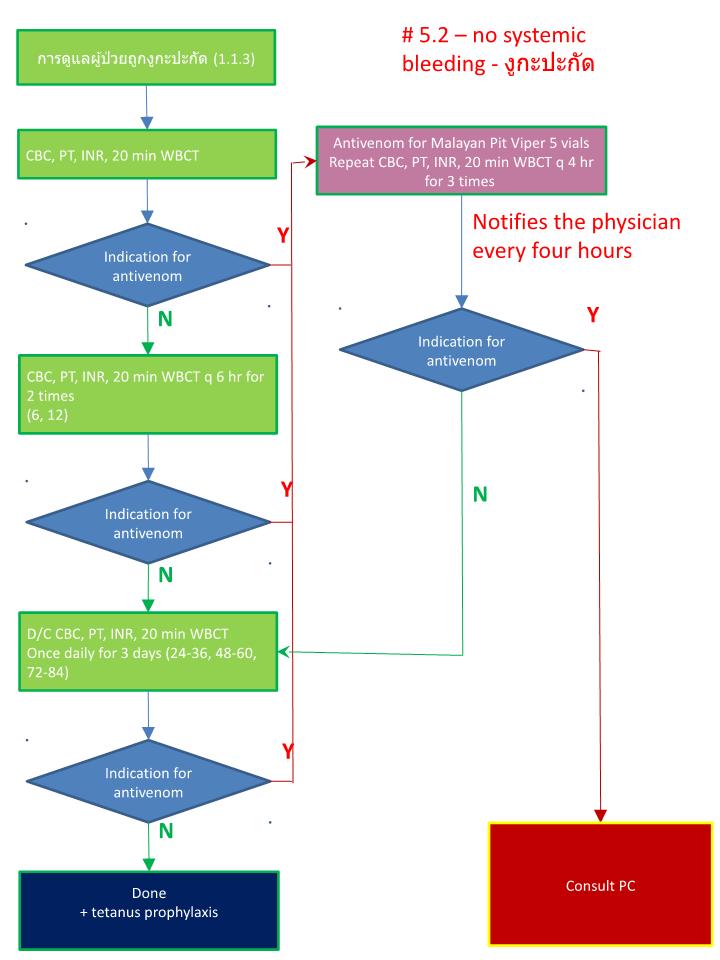 # 5.2 – no systemic
bleeding - งูกะปะกัด
การดูแลผู้ป่วยถูกงูกะปะกัด (1.1.3)
CBC, PT, INR, 20 min WBCT
Indication for
antivenom
Y
N
CBC, PT, INR, 20 min WBCT q 6 hr for
2 times
(6, 12)
Indication for
antivenom
Y
N
D/C CBC, PT, INR, 20 min WBCT
Once daily for 3 days (24-36, 48-60,
72-84)
Indication for
antivenom
Y
N
Done
+ tetanus prophylaxis
Antivenom for Malayan Pit Viper 5 vials
Repeat CBC, PT, INR, 20 min WBCT q 4 hr
for 3 times
Notifies the physician
every four hours
Indication for
antivenom
Y
N
Consult PC